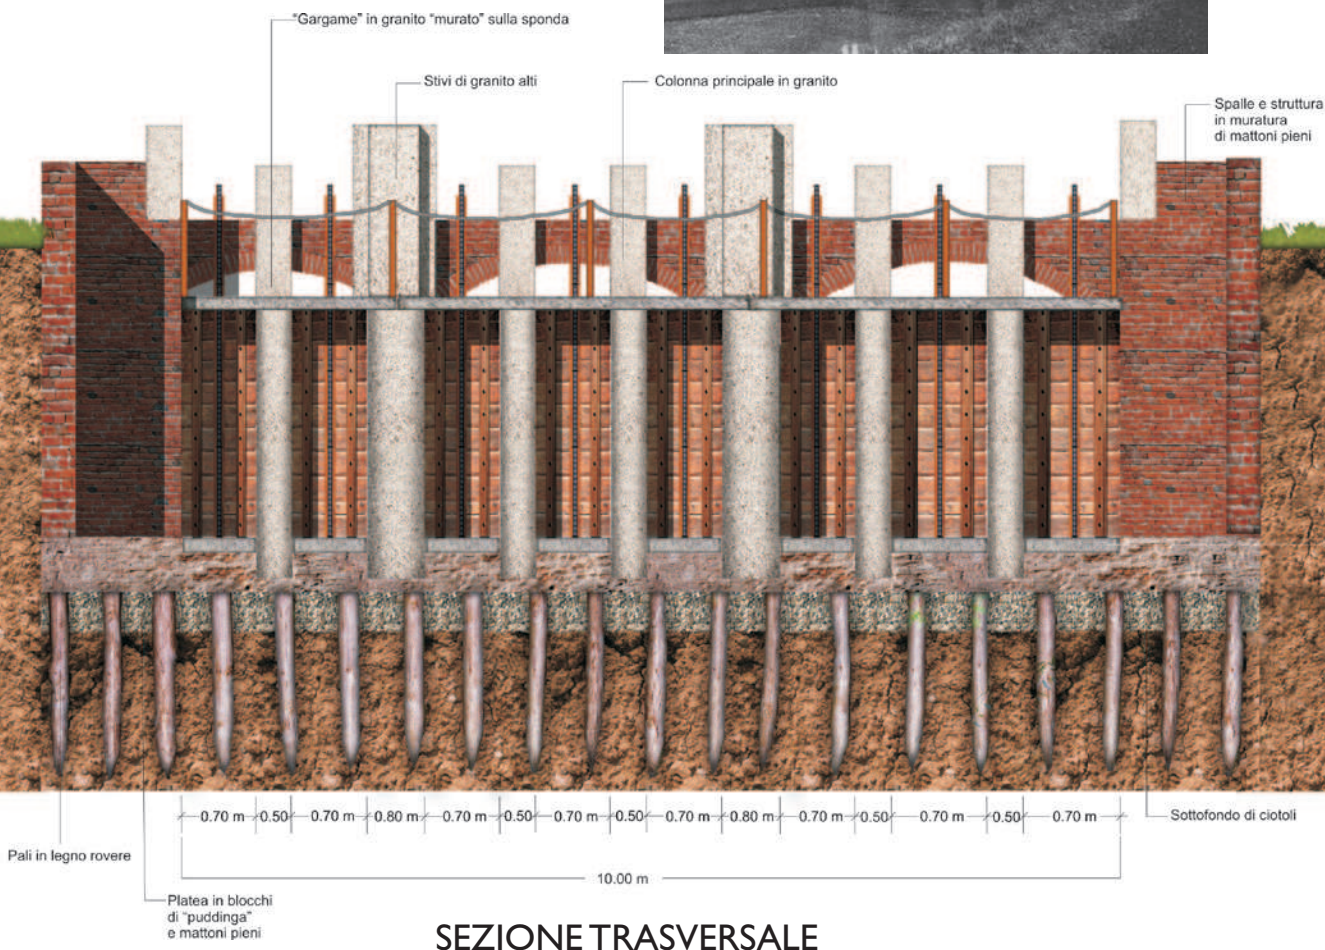 "Gargame" in granito "murato" sulla sponda
Stivi di granito alti
Colonna principale in granito
Spalle e struttura
in muratura
di mattoni pieni
0.70 m 0.50 0.70 m 0.80 m 0.70 m 0.50 0.70 m 0.50 0.70 m 0.80 m 0.70 m 0.50 0.70 m 0.50 0.70 m
Sottofondo di ciotoli
Pali in legno rovere
10.00 m
Platea in blocchi
di "puddinga"
e mattoni pieni
SEZIONE TRASVERSALE